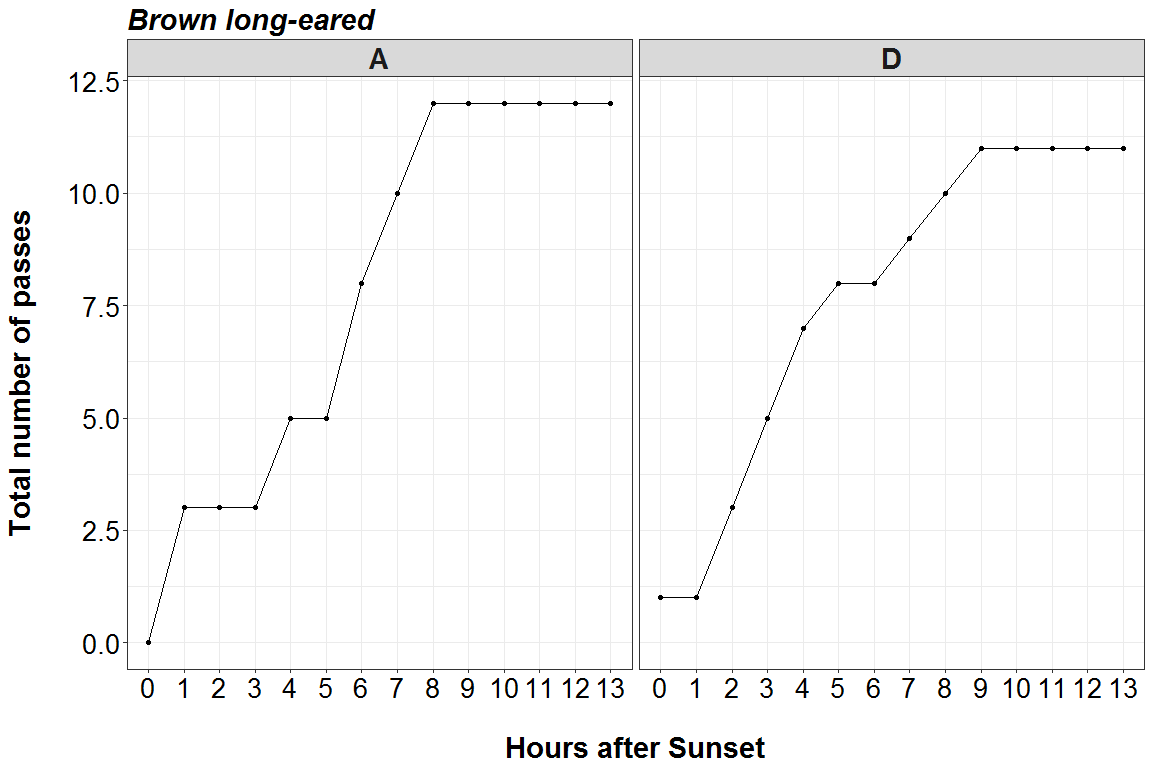 Brown long-eared
A
D
Total number of passes
12.5
10.0
7.5
5.0
2.5
0.0
0 1 2 3 4 5 6 7 8 9 10 11 12 13
0 1 2 3 4 5 6 7 8 9 10 11 12 13
Hours after Sunset